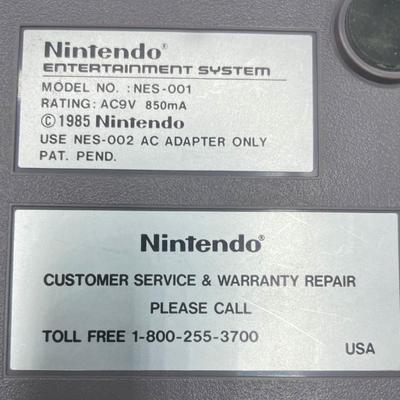 Nintendo®
ENTERTAINMENT SYSTEM
MODEL NO. :NES-001
RATING: AC9V 850mA
© 1985 Nintendo
USE NES-002 AC ADAPTER ONLY
PAT. PEND.
Nintendo®
CUSTOMER SERVICE & WARRANTY REPAIR
PLEASE CALL
TOLL FREE 1-800-255-3700
USA